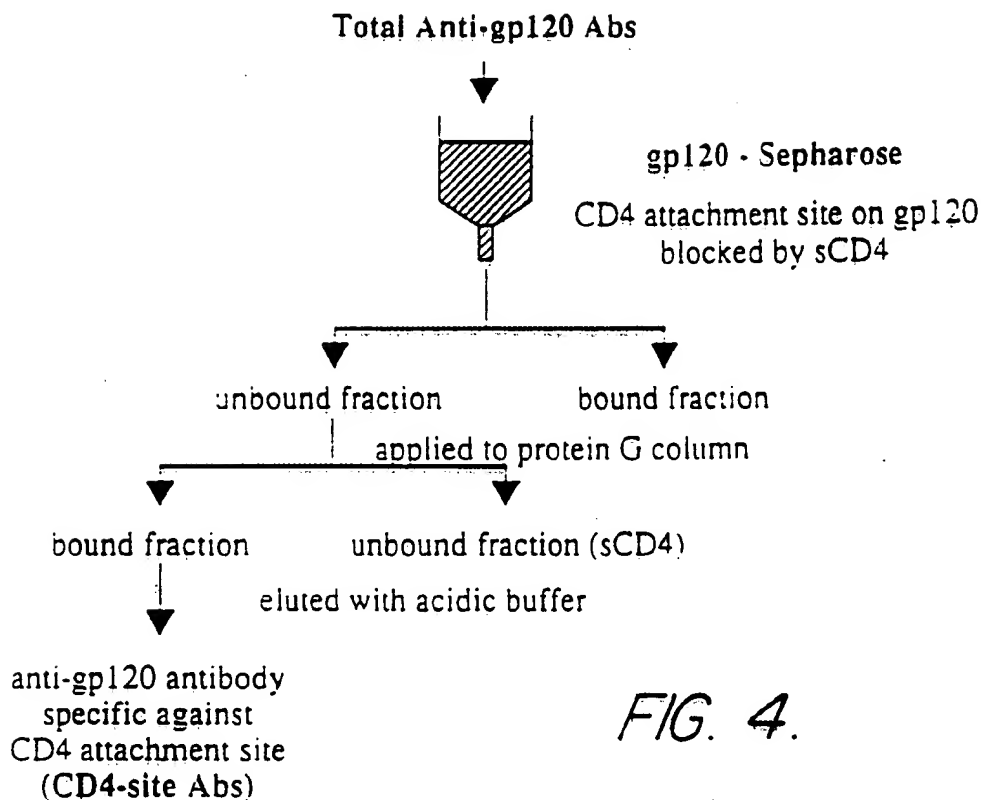 Total Anti-gp120 Abs
gp120 - Sepharose
CD4 attachment site on gp120
blocked by sCD4
unbound fraction
bound fraction
applied to protein G column
bound fraction
unbound fraction (sCD4)
eluted with acidic buffer
anti-gp120 antibody
specific against
CD4 attachment site
(CD4-site Abs)
FIG. 4.